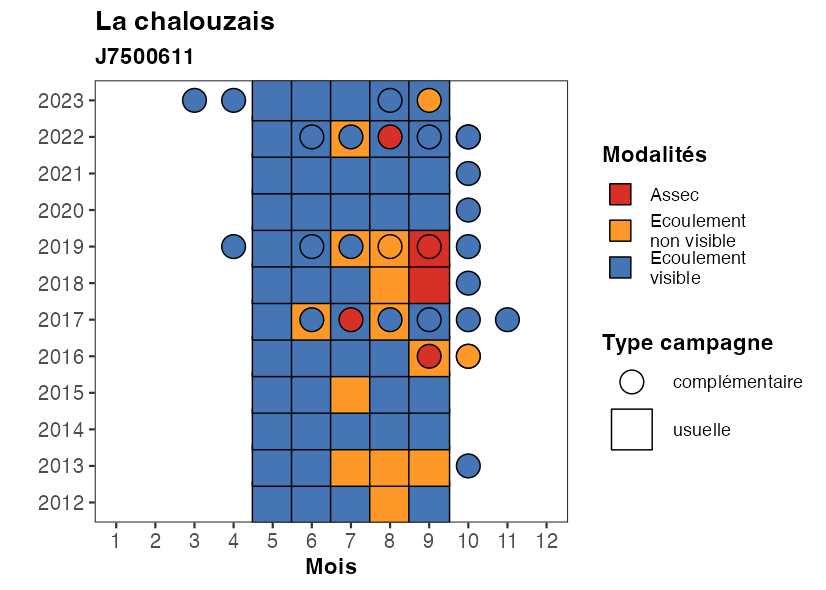 La chalouzais
J7500611
2023
2022
2021
2020
2019
2018
2017
2016
2015
2014
2013
2012
1 2 3 4 5 6 7 8 9 10 11 12
Mois
Modalités
Assec
Ecoulement
non visible
Ecoulement
visible
Type campagne
complémentaire
usuelle